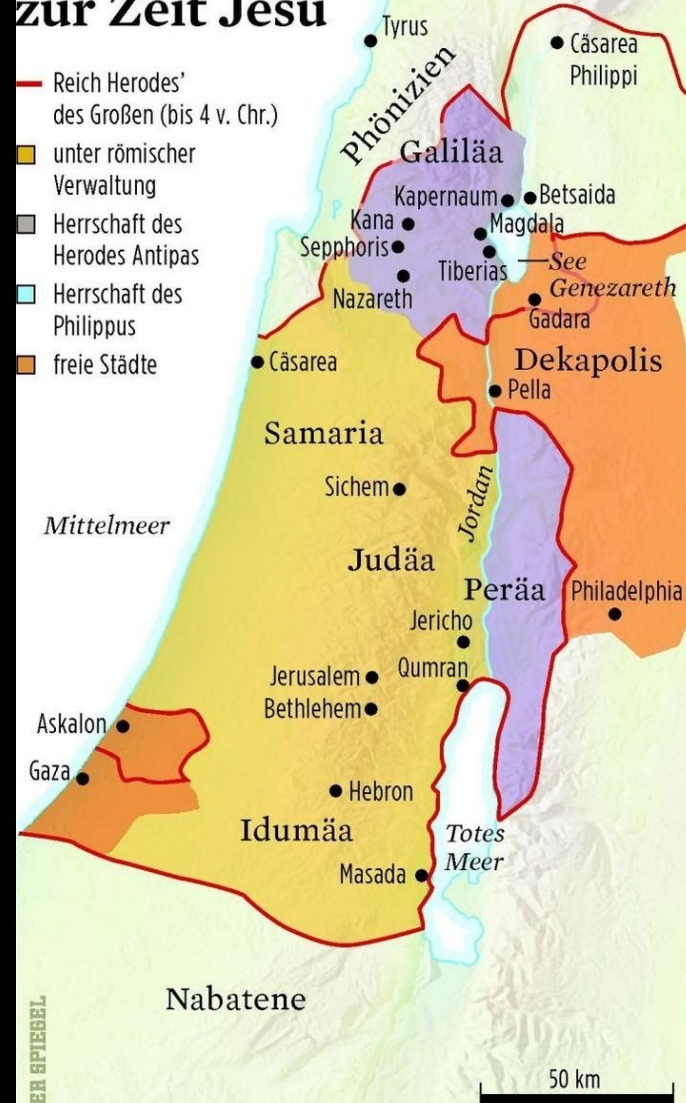 zur Zeit Jesu
Reich Herodes'
des Großen (bis 4 v. Chr.)
unter römischer
Verwaltung
Herrschaft des
Herodes Antipas
Herrschaft des
Philippus
freie Städte
Tyrus
Cäsarea
Philippi
Phönizien
Galiläa
Kapernaum
Betsaida
Kana
Magdala
Sepphoris
Tiberias
See
Genezareth
Nazareth
Gadara
Cäsarea
Dekapolis
Pella
Samaria
Sichem
Jordan
Mittelmeer
Judäa
Peräa
Philadelphia
Jericho
Jerusalem
Qumran
Bethlehem
Askalon
Gaza
Hebron
Idumäa
Totes
Meer
Masada
Nabatene
ER SPIEGEL
50 km